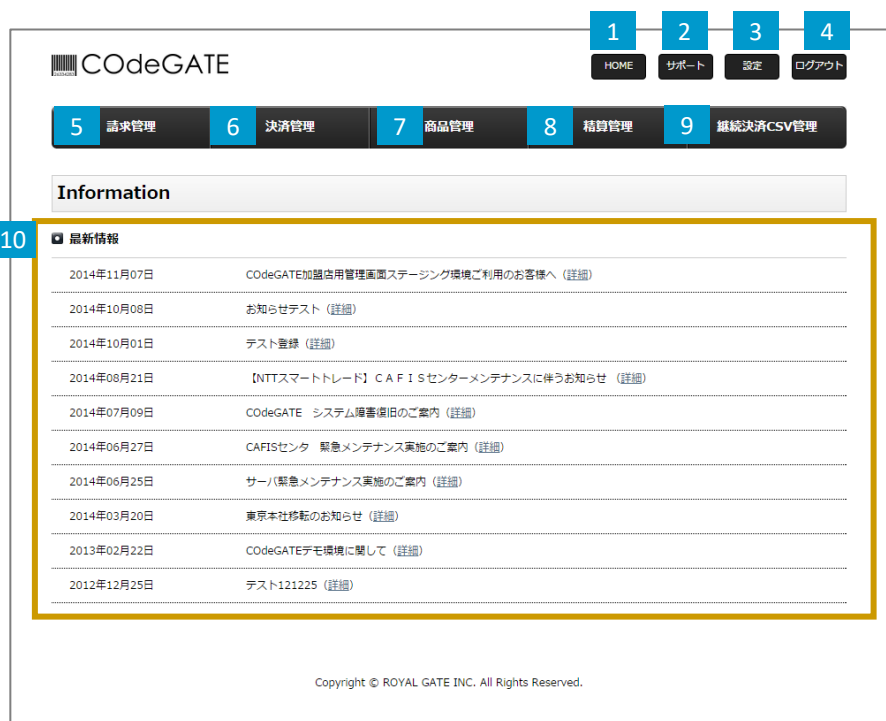 1 2 3 4
COdeGATE
HOME サポート 設定 ログアウト
5 請求管理 6 決済管理 7 商品管理 8 精算管理 9 継続決済CSV管理
Information
10 最新情報
2014年11月07日 COdeGATE加盟店用管理画面ステージング環境ご利用のお客様へ（詳細）
2014年10月08日 お知らせテスト（詳細）
2014年10月01日 テスト登録（詳細）
2014年08月21日 【NTTスマートトレード】ＣＡＦＩＳセンターメンテナンスに伴うお知らせ （詳細）
2014年07月09日 COdeGATE　システム障害復旧のご案内（詳細）
2014年06月27日 CAFISセンタ　緊急メンテナンス実施のご案内（詳細）
2014年06月25日 サーバ緊急メンテナンス実施のご案内（詳細）
2014年03月20日 東京本社移転のお知らせ（詳細）
2013年02月22日 COdeGATEデモ環境に関して（詳細）
2012年12月25日 テスト121225（詳細）
Copyright © ROYAL GATE INC. All Rights Reserved.